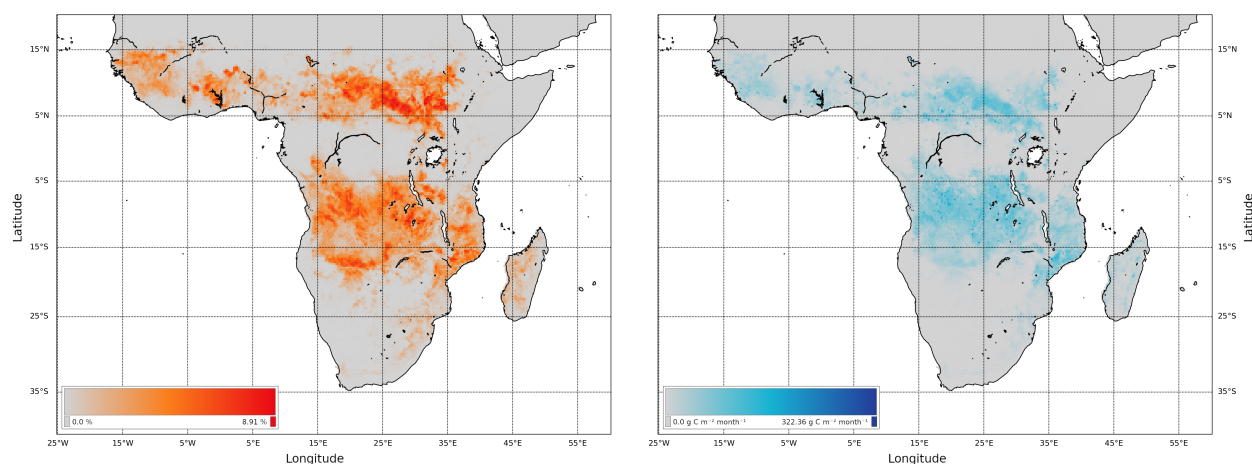 15°N
5°N
5°S
15°S
25°S
35°S
Latitude
0.0 %
8.91 %
25°W
15°W
5°W
5°E
15°E
25°E
35°E
45°E
55°E
Longitude
15°N
5°N
5°S
15°S
25°S
35°S
Latitude
0.0 g C m⁻² month⁻¹
322.36 g C m⁻² month⁻¹
25°W
15°W
5°W
5°E
15°E
25°E
35°E
45°E
55°E
Longitude